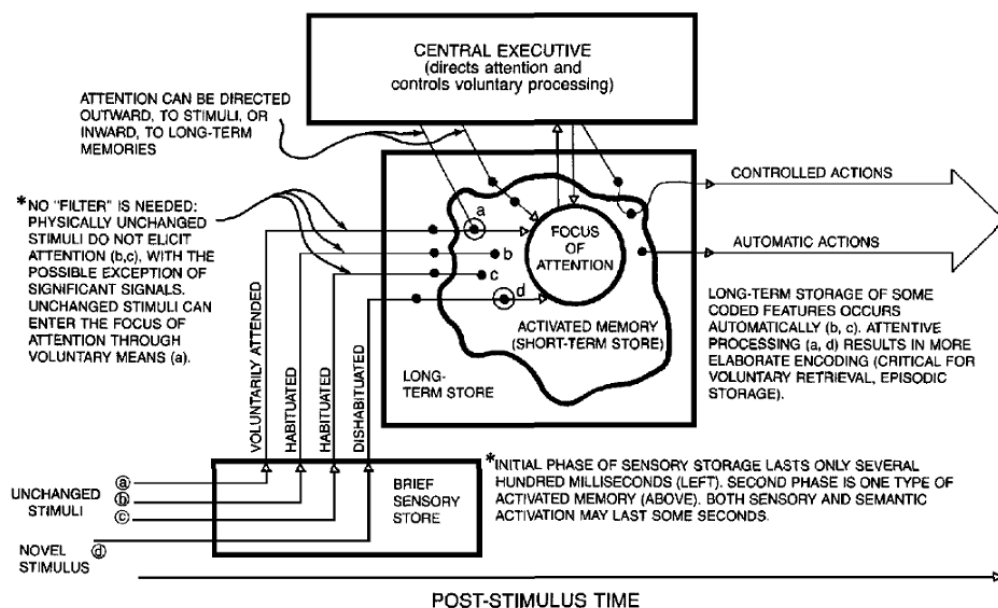 CENTRAL EXECUTIVE
(directs attention and
controls voluntary processing)
ATTENTION CAN BE DIRECTED
OUTWARD, TO STIMULI, OR
INWARD, TO LONG-TERM
MEMORIES
*NO "FILTER" IS NEEDED:
PHYSICALLY UNCHANGED
STIMULI DO NOT ELICIT
ATTENTION (b,c), WITH THE
POSSIBLE EXCEPTION OF
SIGNIFICANT SIGNALS.
UNCHANGED STIMULI CAN
ENTER THE FOCUS OF
ATTENTION THROUGH
VOLUNTARY MEANS (a).
a
b
c
d
FOCUS
OF
ATTENTION
ACTIVATED MEMORY
(SHORT-TERM STORE)
LONG-
TERM STORE
CONTROLLED ACTIONS
AUTOMATIC ACTIONS
LONG-TERM STORAGE OF SOME
CODED FEATURES OCCURS
AUTOMATICALLY (b, c). ATTENTIVE
PROCESSING (a, d) RESULTS IN MORE
ELABORATE ENCODING (CRITICAL FOR
VOLUNTARY RETRIEVAL, EPISODIC
STORAGE).
VOLUNTARILY ATTENDED
HABITUATED
HABITUATED
DISHABITUATED
UNCHANGED
STIMULI
a
b
c
NOVEL
STIMULUS
d
BRIEF
SENSORY
STORE
*INITIAL PHASE OF SENSORY STORAGE LASTS ONLY SEVERAL
HUNDRED MILLISECONDS (LEFT). SECOND PHASE IS ONE TYPE OF
ACTIVATED MEMORY (ABOVE). BOTH SENSORY AND SEMANTIC
ACTIVATION MAY LAST SOME SECONDS.
POST-STIMULUS TIME